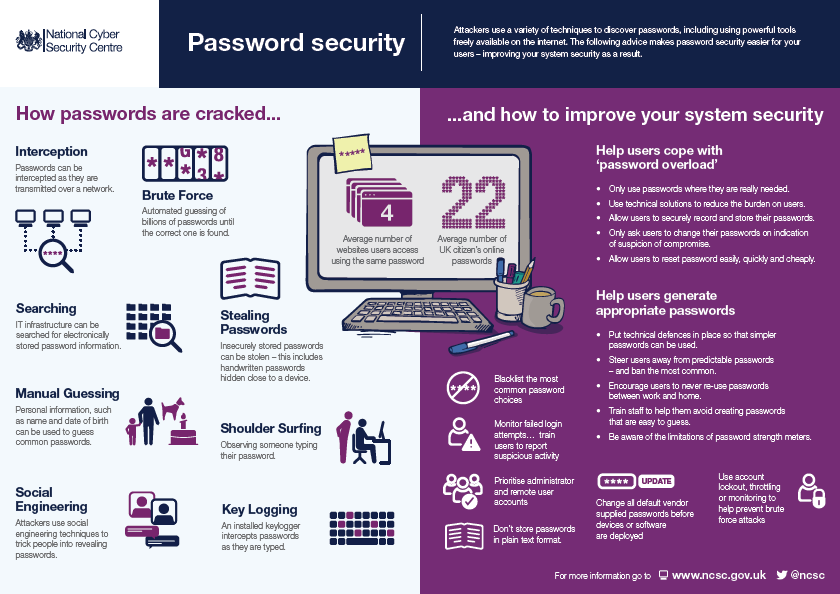 National Cyber
Security Centre
Password security
Attackers use a variety of techniques to discover passwords, including using powerful tools
freely available on the internet. The following advice makes password security easier for your
users – improving your system security as a result.
How passwords are cracked...
Interception
Passwords can be
intercepted as they are
transmitted over a network.
****
* * 6 * 8
* * * 3 *
Brute Force
Automated guessing of
billions of passwords until
the correct one is found.
Searching
IT infrastructure can be
searched for electronically
stored password information.
Stealing
Passwords
Insecurely stored passwords
can be stolen – this includes
handwritten passwords
hidden close to a device.
Manual Guessing
Personal information, such
as name and date of birth
can be used to guess
common passwords.
Shoulder Surfing
Observing someone typing
their password.
Social
Engineering
Attackers use social
engineering techniques to
trick people into revealing
passwords.
Key Logging
An installed keylogger
intercepts passwords
as they are typed.
*****
4
Average number of
websites users access
using the same password
22
Average number of
UK citizen's online
passwords
...and how to improve your system security
Help users cope with
‘password overload’
• Only use passwords where they are really needed.
• Use technical solutions to reduce the burden on users.
• Allow users to securely record and store their passwords.
• Only ask users to change their passwords on indication
of suspicion of compromise.
• Allow users to reset password easily, quickly and cheaply.
Help users generate
appropriate passwords
• Put technical defences in place so that simpler
passwords can be used.
• Steer users away from predictable passwords
– and ban the most common.
• Encourage users to never re-use passwords
between work and home.
• Train staff to help them avoid creating passwords
that are easy to guess.
• Be aware of the limitations of password strength meters.
****
Blacklist the most
common password
choices
Monitor failed login
attempts... train
users to report
suspicious activity
Prioritise administrator
and remote user
accounts
Don't store passwords
in plain text format.
**** UPDATE
Change all default vendor
supplied passwords before
devices or software
are deployed
Use account
lockout, throttling
or monitoring to
help prevent brute
force attacks
For more information go to www.ncsc.gov.uk @ncsc